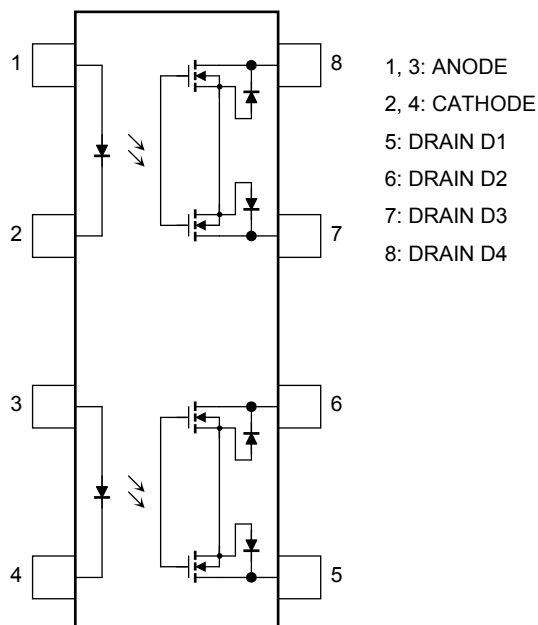 1
2
3
4
8
7
6
5
1, 3: ANODE
2, 4: CATHODE
5: DRAIN D1
6: DRAIN D2
7: DRAIN D3
8: DRAIN D4